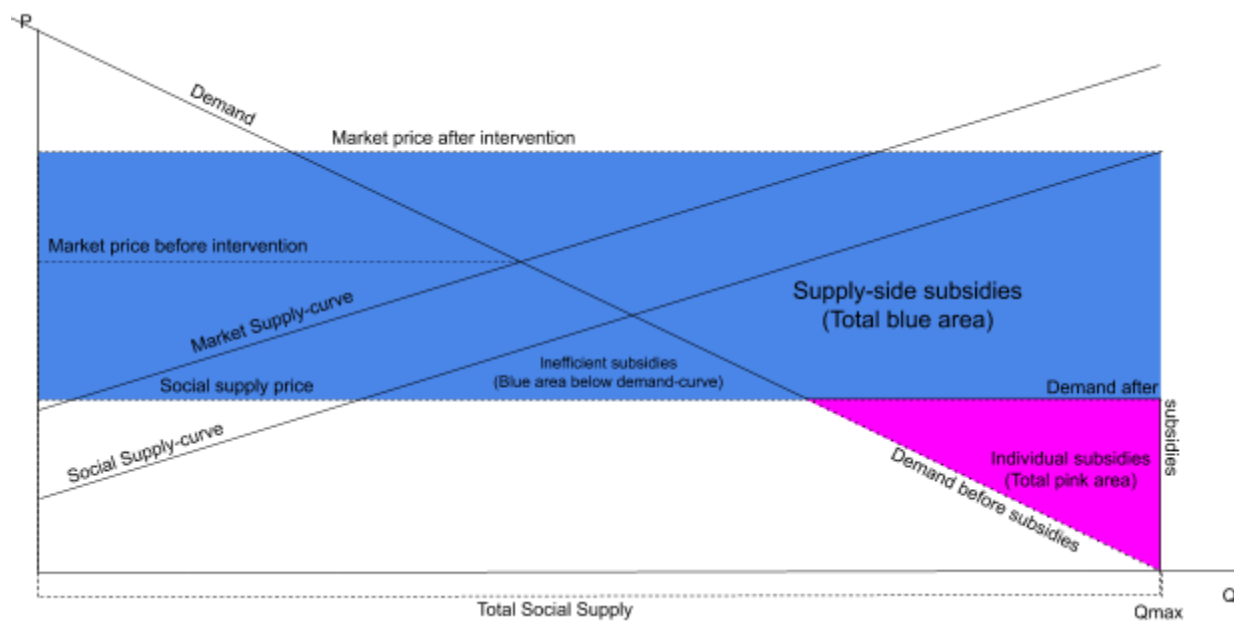 P
Demand
Market price after intervention
Market price before intervention
Market Supply-curve
Supply-side subsidies
(Total blue area)
Inefficient subsidies
(Blue area below demand-curve)
Social supply price
Demand after
subsidies
Social Supply-curve
Individual subsidies
(Total pink area)
Demand before subsidies
Q
Total Social Supply
Qmax